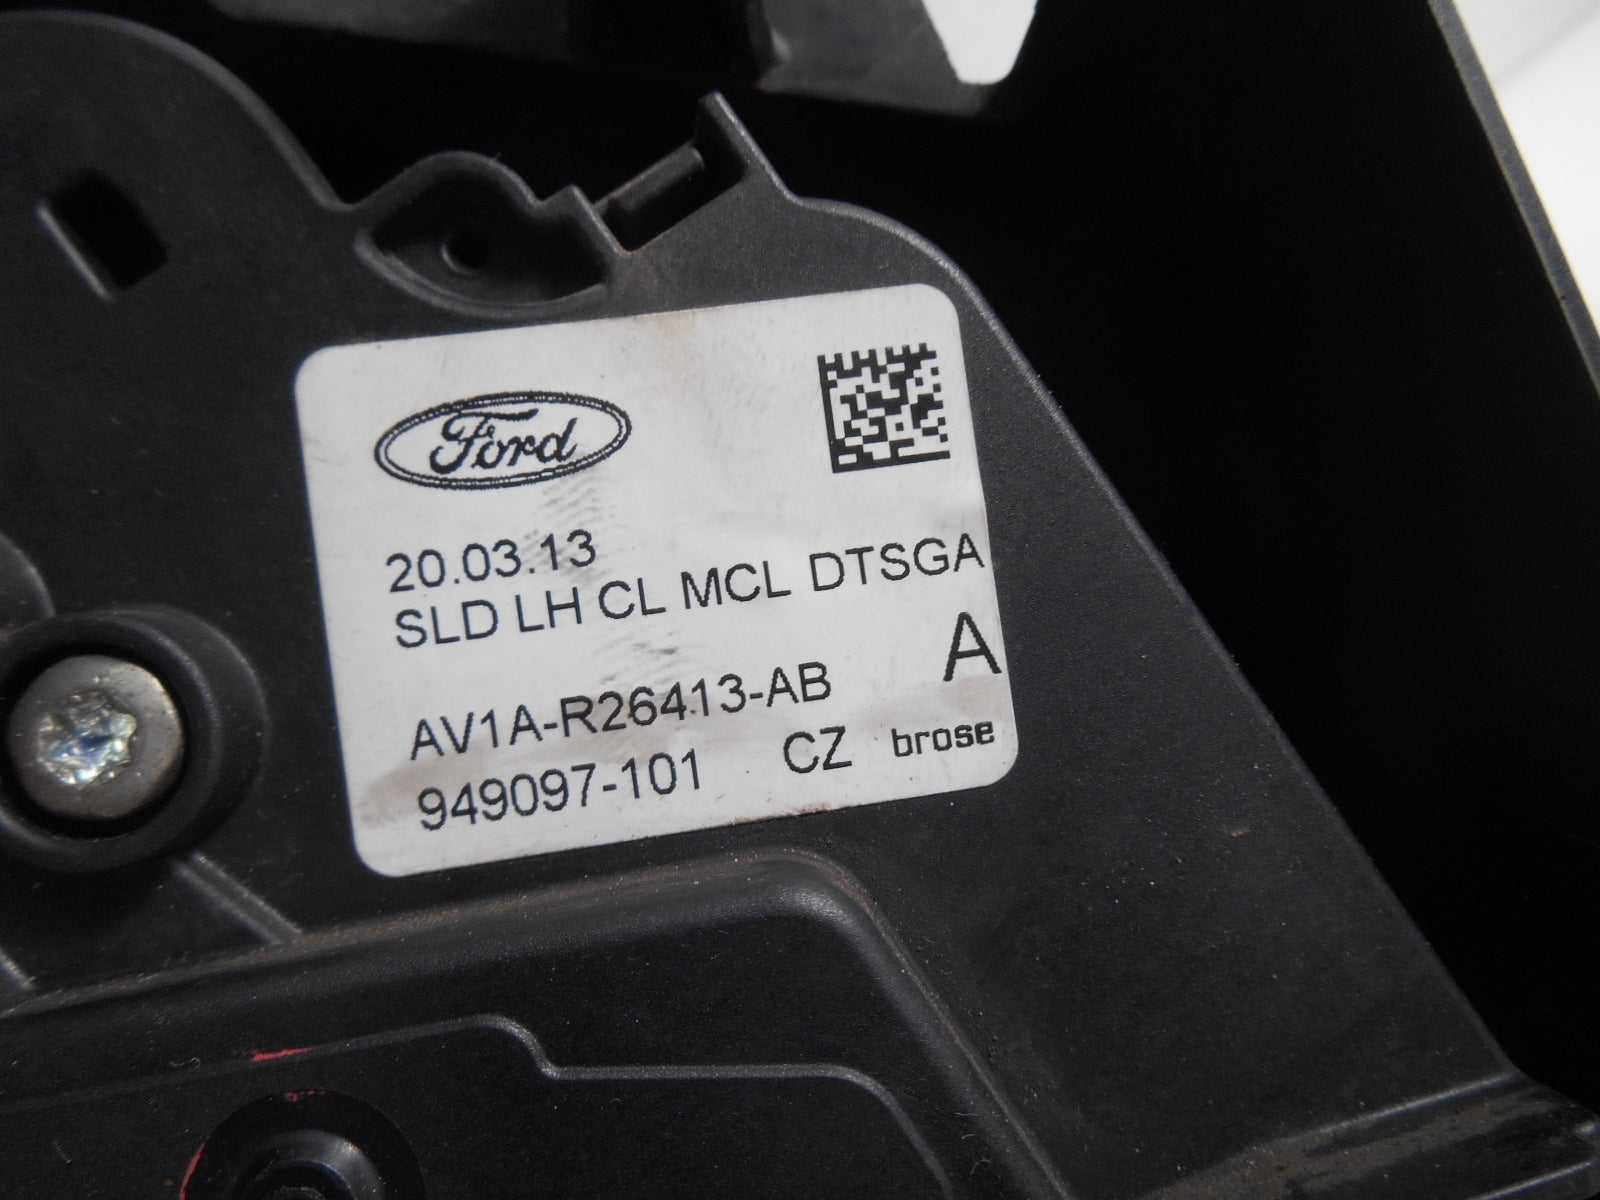 Ford
20.03.13
SLD LH CL MCL DTSGA
A
AV1A-R26413-AB
949097-101 CZ brose